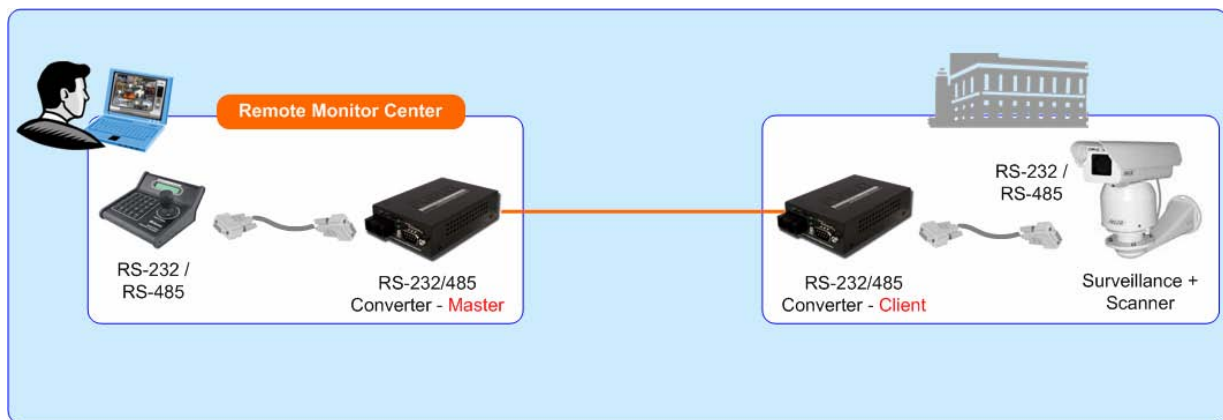 Remote Monitor Center
RS-232 /
RS-485
RS-232/485
Converter - Master
RS-232/485
Converter - Client
RS-232 /
RS-485
Surveillance +
Scanner